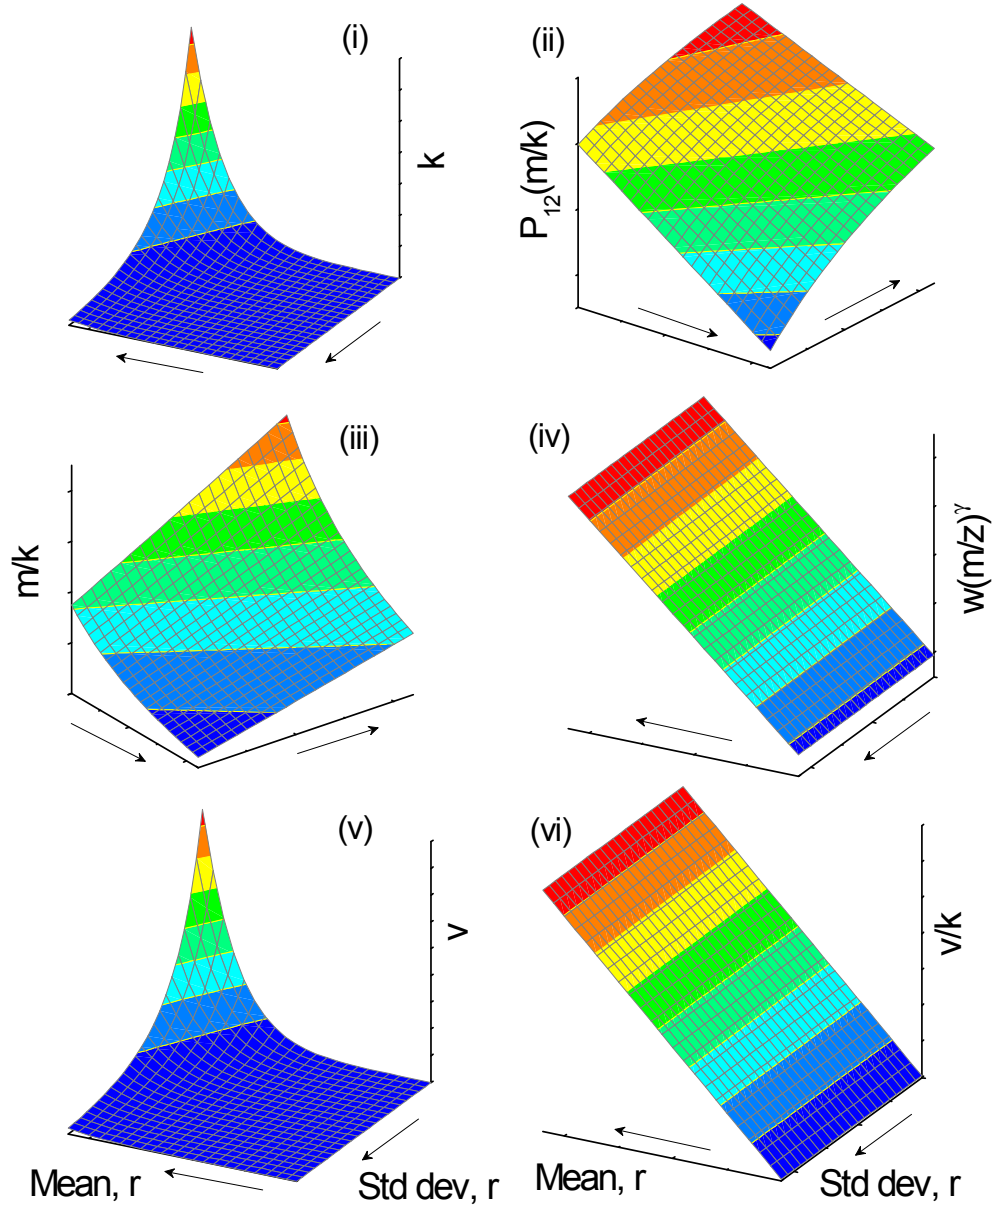 (i)
k
(ii)
P12(m/k)
(iii)
m/k
(iv)
w(m/z)^γ
(v)
v
(vi)
v/k
Mean, r
Std dev, r
Mean, r
Std dev, r